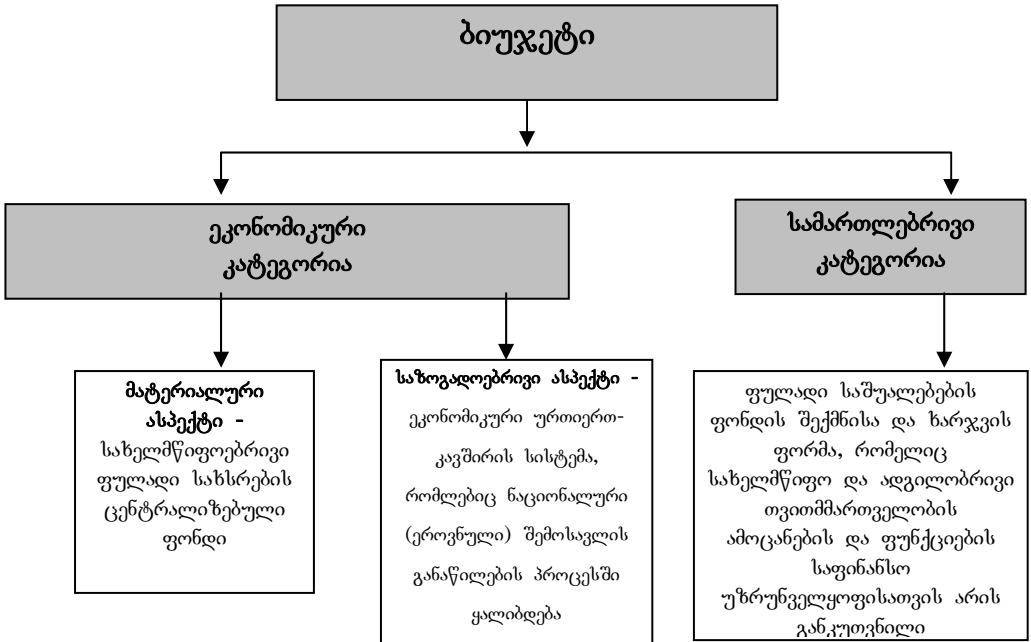 ბიუჯეტი
ეკონომიკური
კატეგორია
სამართლებრივი
კატეგორია
მატერიალური
ასპექტი -
სახელმწიფოებრივი
ფულადი სახსრების
ცენტრალიზებული
ფონდი
საზოგადოებრივი ასპექტი -
ეკონომიკური ურთიერთ-
კავშირის სისტემა,
რომლებიც ნაციონალური
(ეროვნული) შემოსავლის
განაწილების პროცესში
ყალიბდება
ფულადი საშუალებების
ფონდის შექმნისა და ხარჯვის
ფორმა, რომელიც
სახელმწიფო და ადგილობრივი
თვითმმართველობის
ამოცანების და ფუნქციების
საფინანსო
უზრუნველყოფისათვის არის
განკუთვნილი